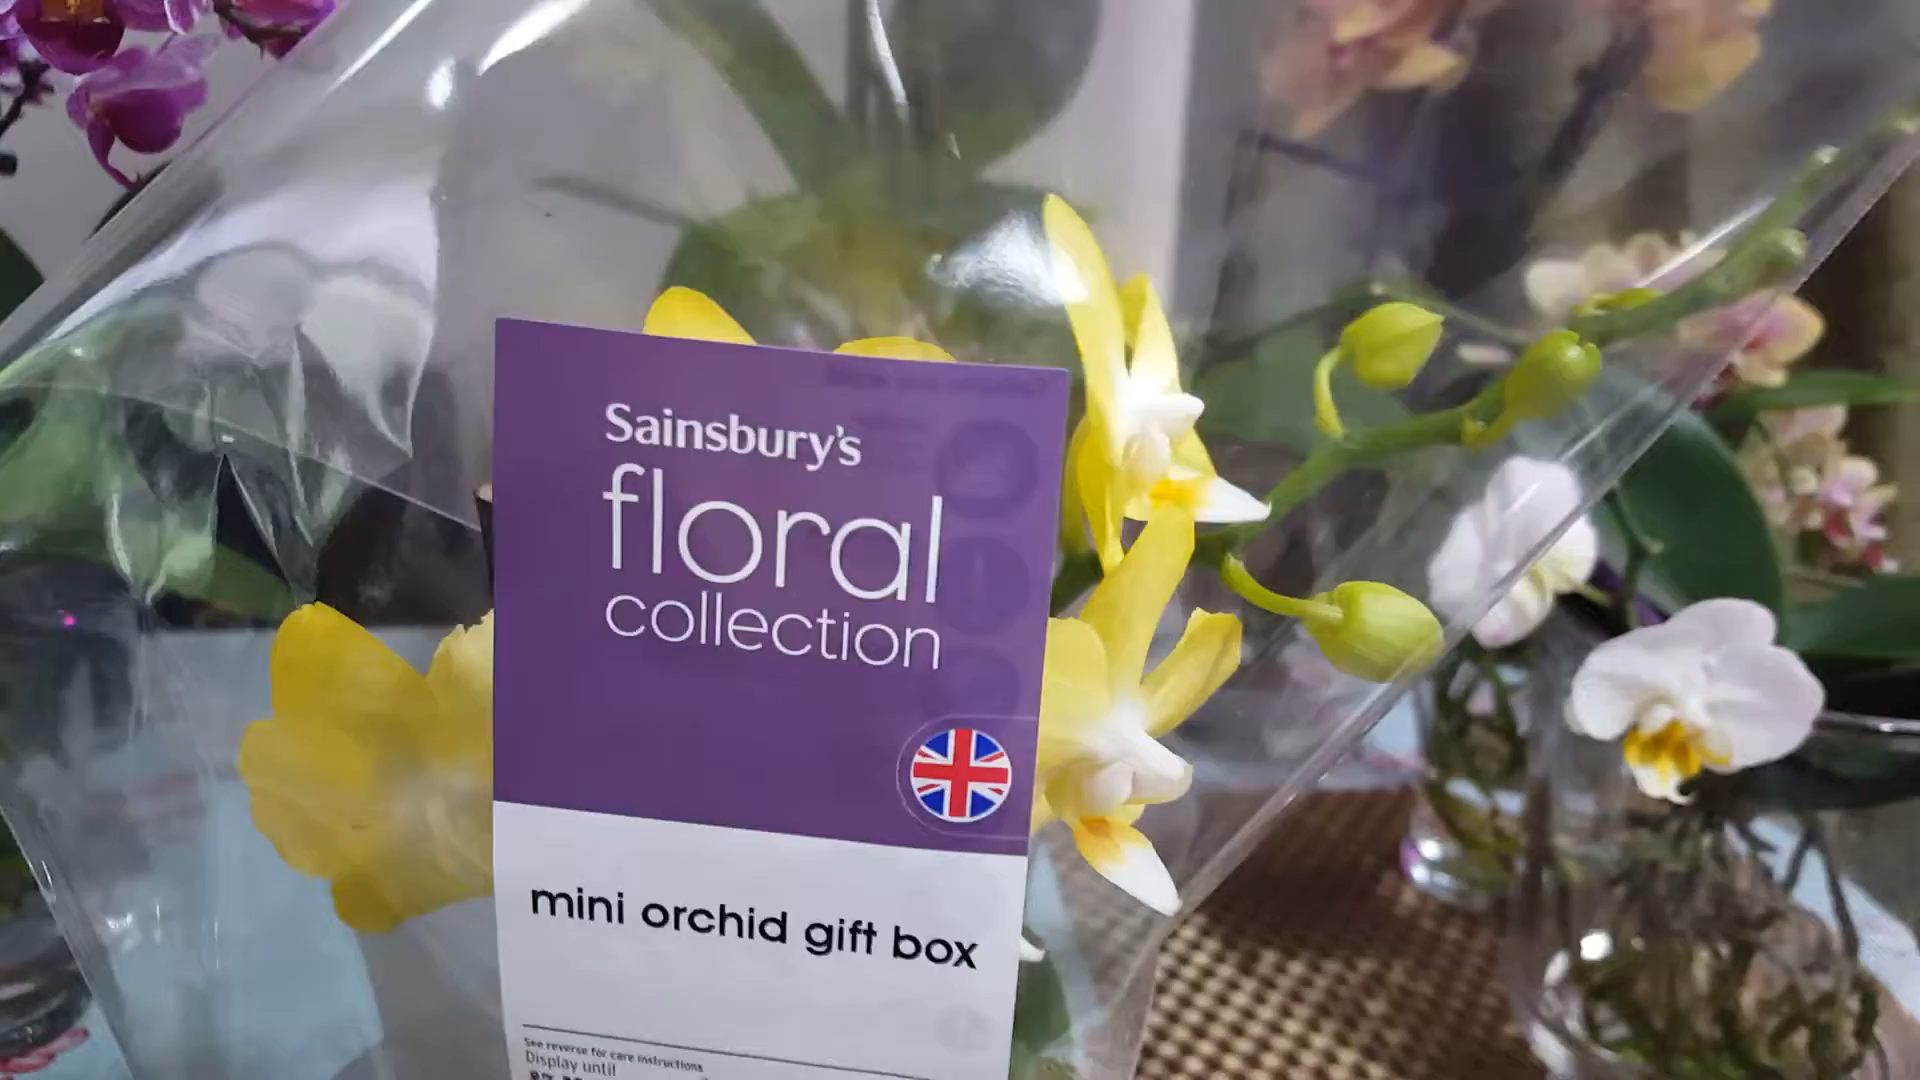 Sainsbury's
floral
collection
mini orchid gift box
See reverse for care instructions
Display until